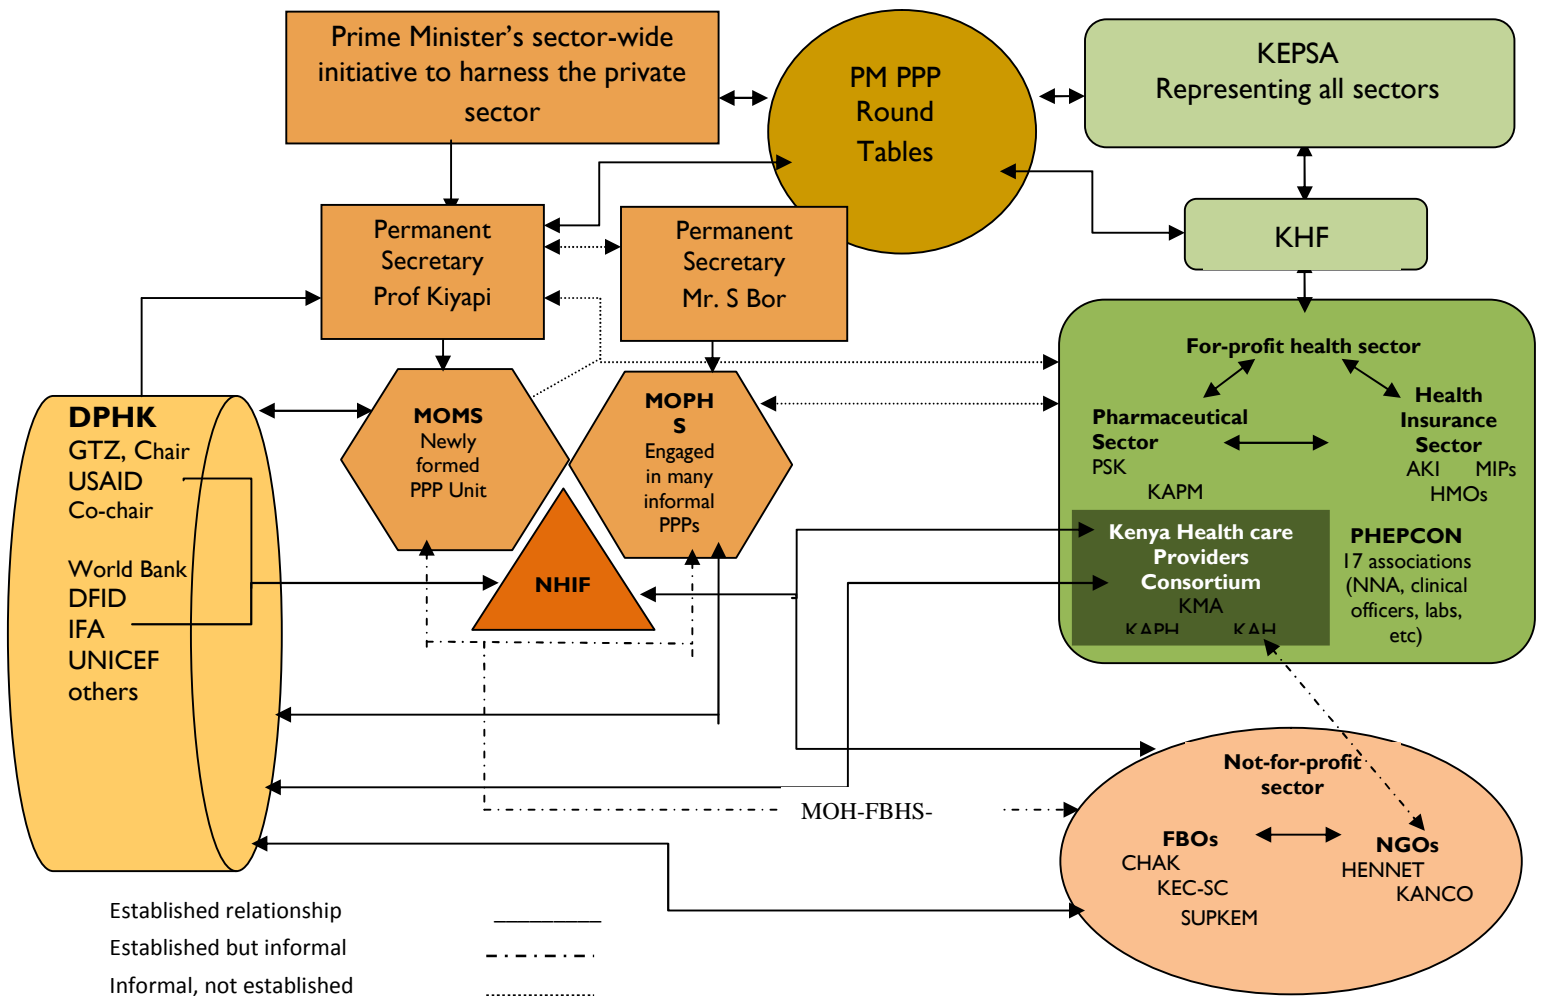 Prime Minister's sector-wide
initiative to harness the private
sector
PM PPP
Round
Tables
KEPSA
Representing all sectors
Permanent
Secretary
Prof Kiyapi
Permanent
Secretary
Mr. S Bor
KHF
DPHK
GTZ, Chair
USAID
Co-chair
World Bank
DFID
IFA
UNICEF
others
MOMS
Newly
formed
PPP Unit
MOPH
S
Engaged
in many
informal
PPPs
NHIF
For-profit health sector
Pharmaceutical
Sector
PSK
KAPM
Health
Insurance
Sector
AKI MIPs
HMOs
Kenya Health care
Providers
Consortium
KMA
KAPH KAH
PHEPCON
17 associations
(NNA, clinical
officers, labs,
etc)
MOH-FBHS-
Not-for-profit
sector
FBOs
CHAK
KEC-SC
SUPKEM
NGOs
HENNET
KANCO
Established relationship
Established but informal
Informal, not established